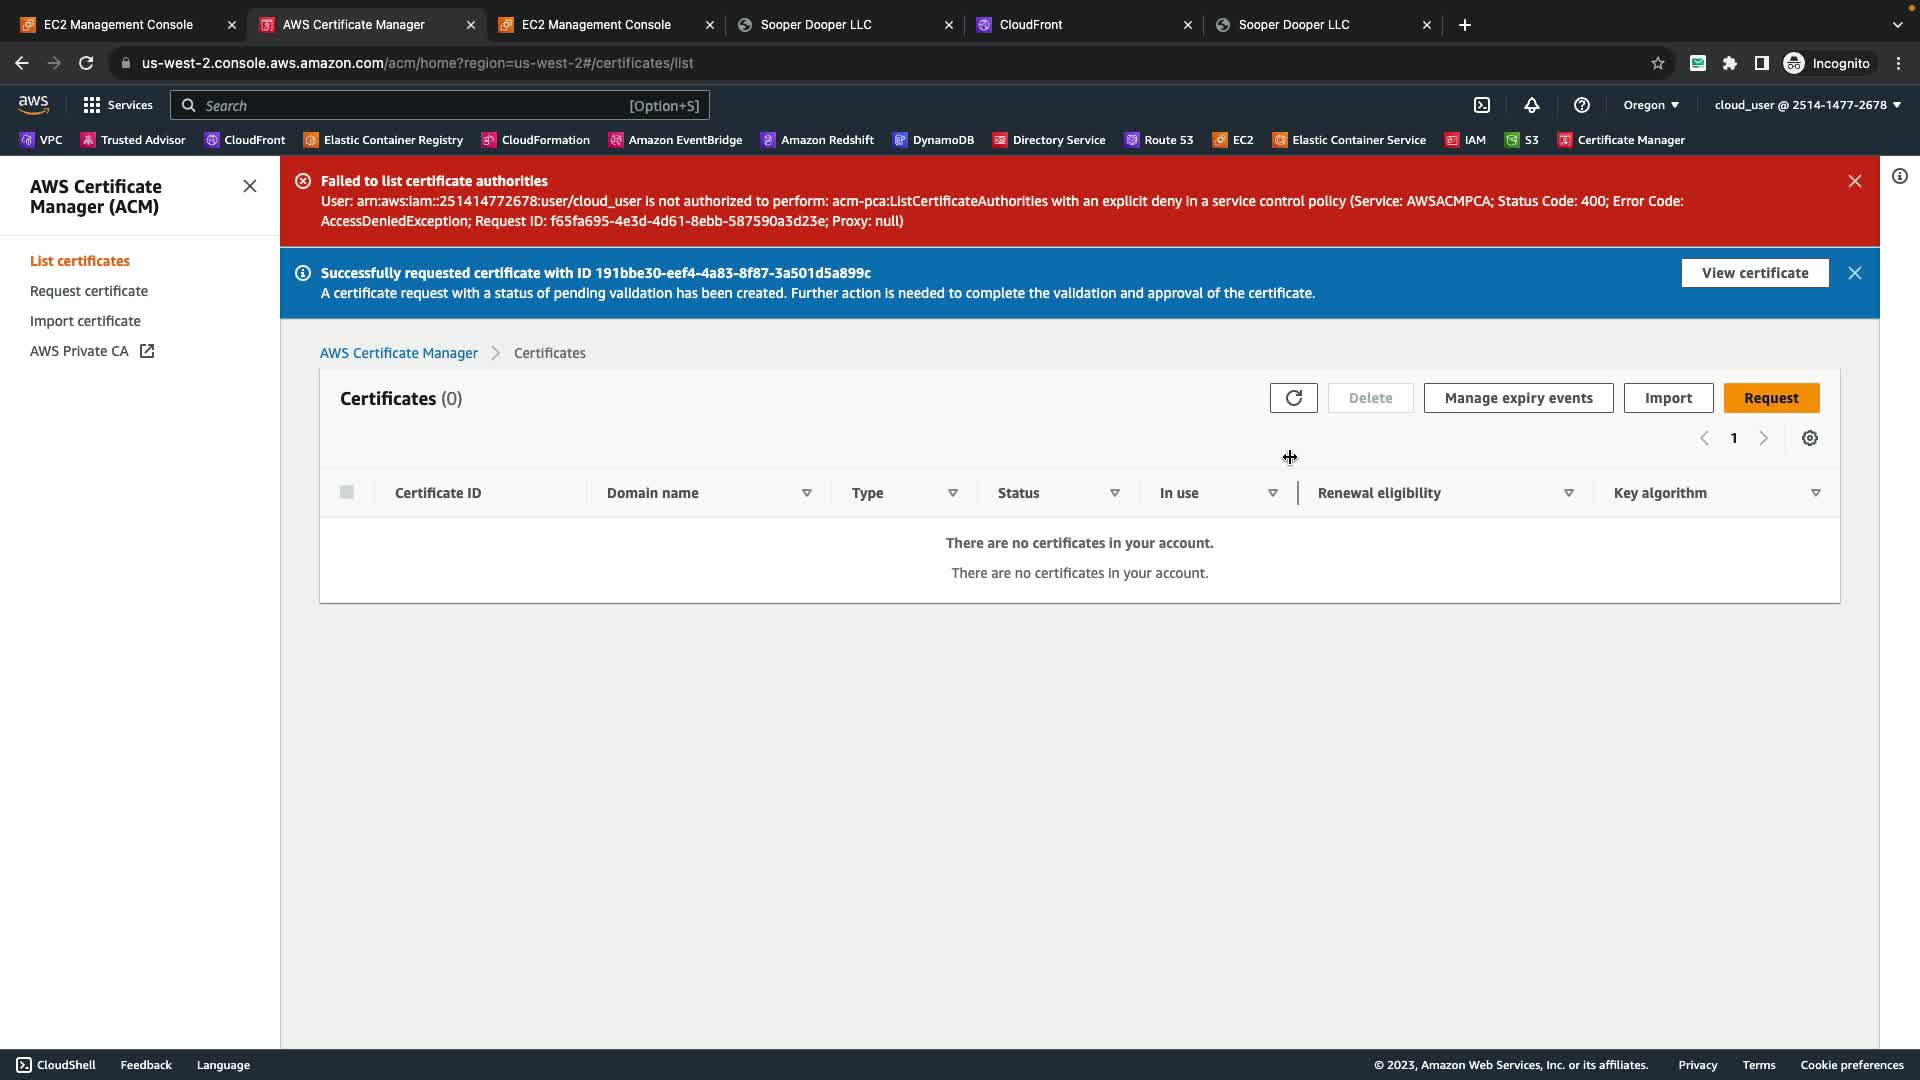 EC2 Management Console
AWS Certificate Manager
EC2 Management Console
Sooper Dooper LLC
CloudFront
Sooper Dooper LLC
us-west-2.console.aws.amazon.com/acm/home?region=us-west-2#/certificates/list
Incognito
aws
Services
Search
[Option+S]
Oregon
cloud_user @ 2514-1477-2678
VPC
Trusted Advisor
CloudFront
Elastic Container Registry
CloudFormation
Amazon EventBridge
Amazon Redshift
DynamoDB
Directory Service
Route 53
EC2
Elastic Container Service
IAM
S3
Certificate Manager
AWS Certificate
Manager (ACM)
List certificates
Request certificate
Import certificate
AWS Private CA
Failed to list certificate authorities
User: arn:aws:iam::251414772678:user/cloud_user is not authorized to perform: acm-pca:ListCertificateAuthorities with an explicit deny in a service control policy (Service: AWSACMPCA; Status Code: 400; Error Code:
AccessDeniedException; Request ID: f65fa695-4e3d-4d61-8ebb-587590a3d23e; Proxy: null)
Successfully requested certificate with ID 191bbe30-eef4-4a83-8f87-3a501d5a899c
A certificate request with a status of pending validation has been created. Further action is needed to complete the validation and approval of the certificate.
View certificate
AWS Certificate Manager
Certificates
Certificates (0)
Delete
Manage expiry events
Import
Request
1
Certificate ID
Domain name
Type
Status
In use
Renewal eligibility
Key algorithm
There are no certificates in your account.
There are no certificates in your account.
CloudShell
Feedback
Language
© 2023, Amazon Web Services, Inc. or its affiliates.
Privacy
Terms
Cookie preferences